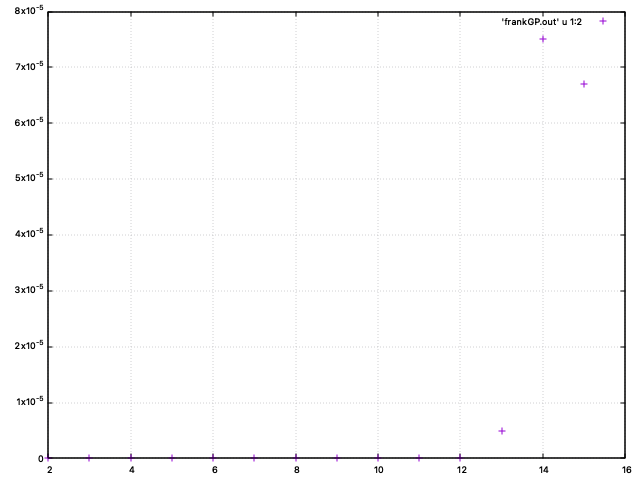 8x10⁻⁵
'frankGP.out' u 1:2
7x10⁻⁵
6x10⁻⁵
5x10⁻⁵
4x10⁻⁵
3x10⁻⁵
2x10⁻⁵
1x10⁻⁵
0
2 4 6 8 10 12 14 16